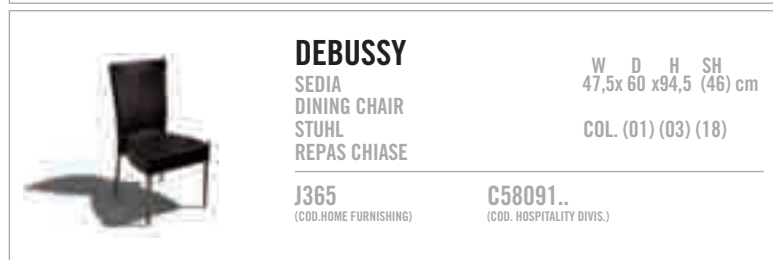 DEBUSSY
SEDIA
DINING CHAIR
STUHL
REPAS CHIASE
W D H SH
47,5x 60 x94,5 (46) cm
COL. (01) (03) (18)
J365
(COD.HOME FURNISHING)
C58091..
(COD. HOSPITALITY DIVIS.)